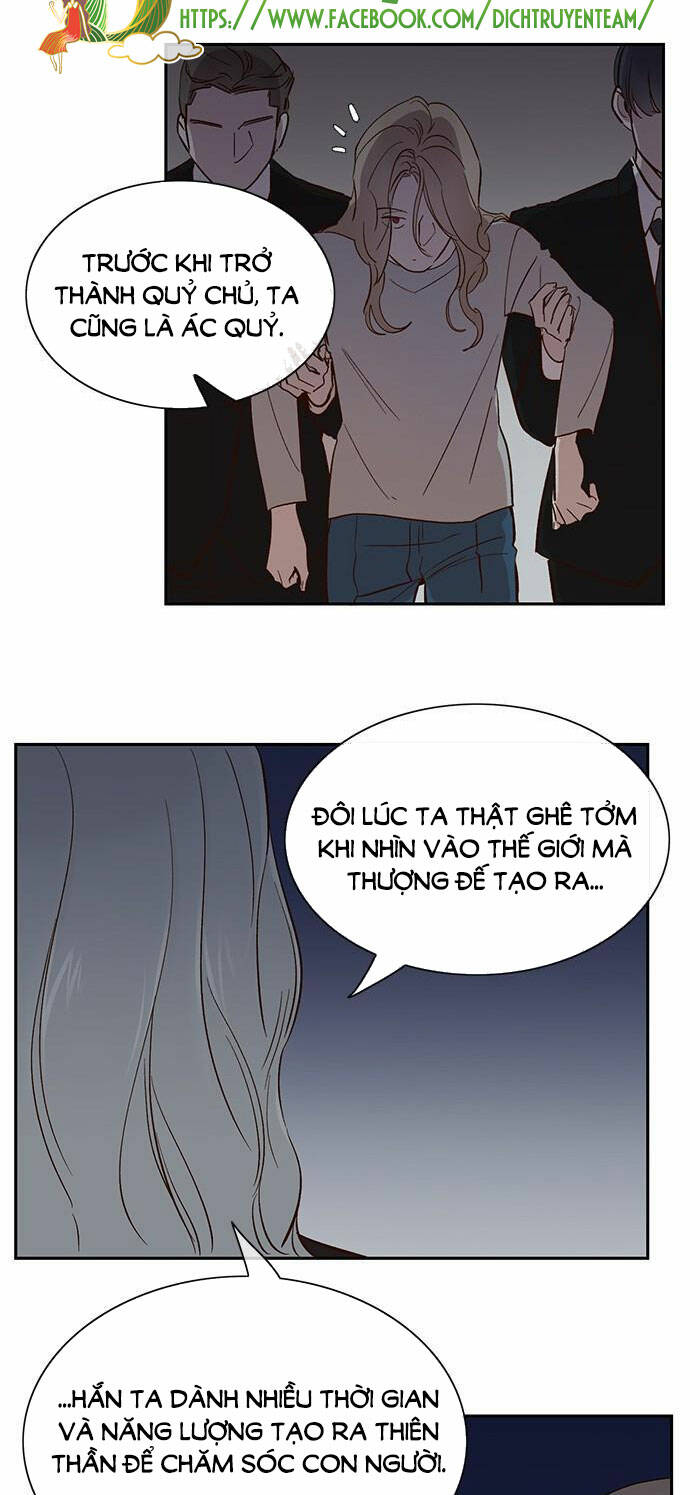 HTTPS://WWW.FACEBOOK.COM/DICHTRUYENTEAM/
TRƯỚC KHI TRỞ
THÀNH QUỶ CHỦ, TA
CŨNG LÀ ÁC QUỶ.
ĐÔI LÚC TA THẬT GHÊ TỞM
KHI NHÌN VÀO THẾ GIỚI MÀ
THƯỢNG ĐẾ TẠO RA...
...HẮN TA DÀNH NHIỀU THỜI GIAN
VÀ NĂNG LƯỢNG TẠO RA THIÊN
THẦN ĐỂ CHĂM SÓC CON NGƯỜI.